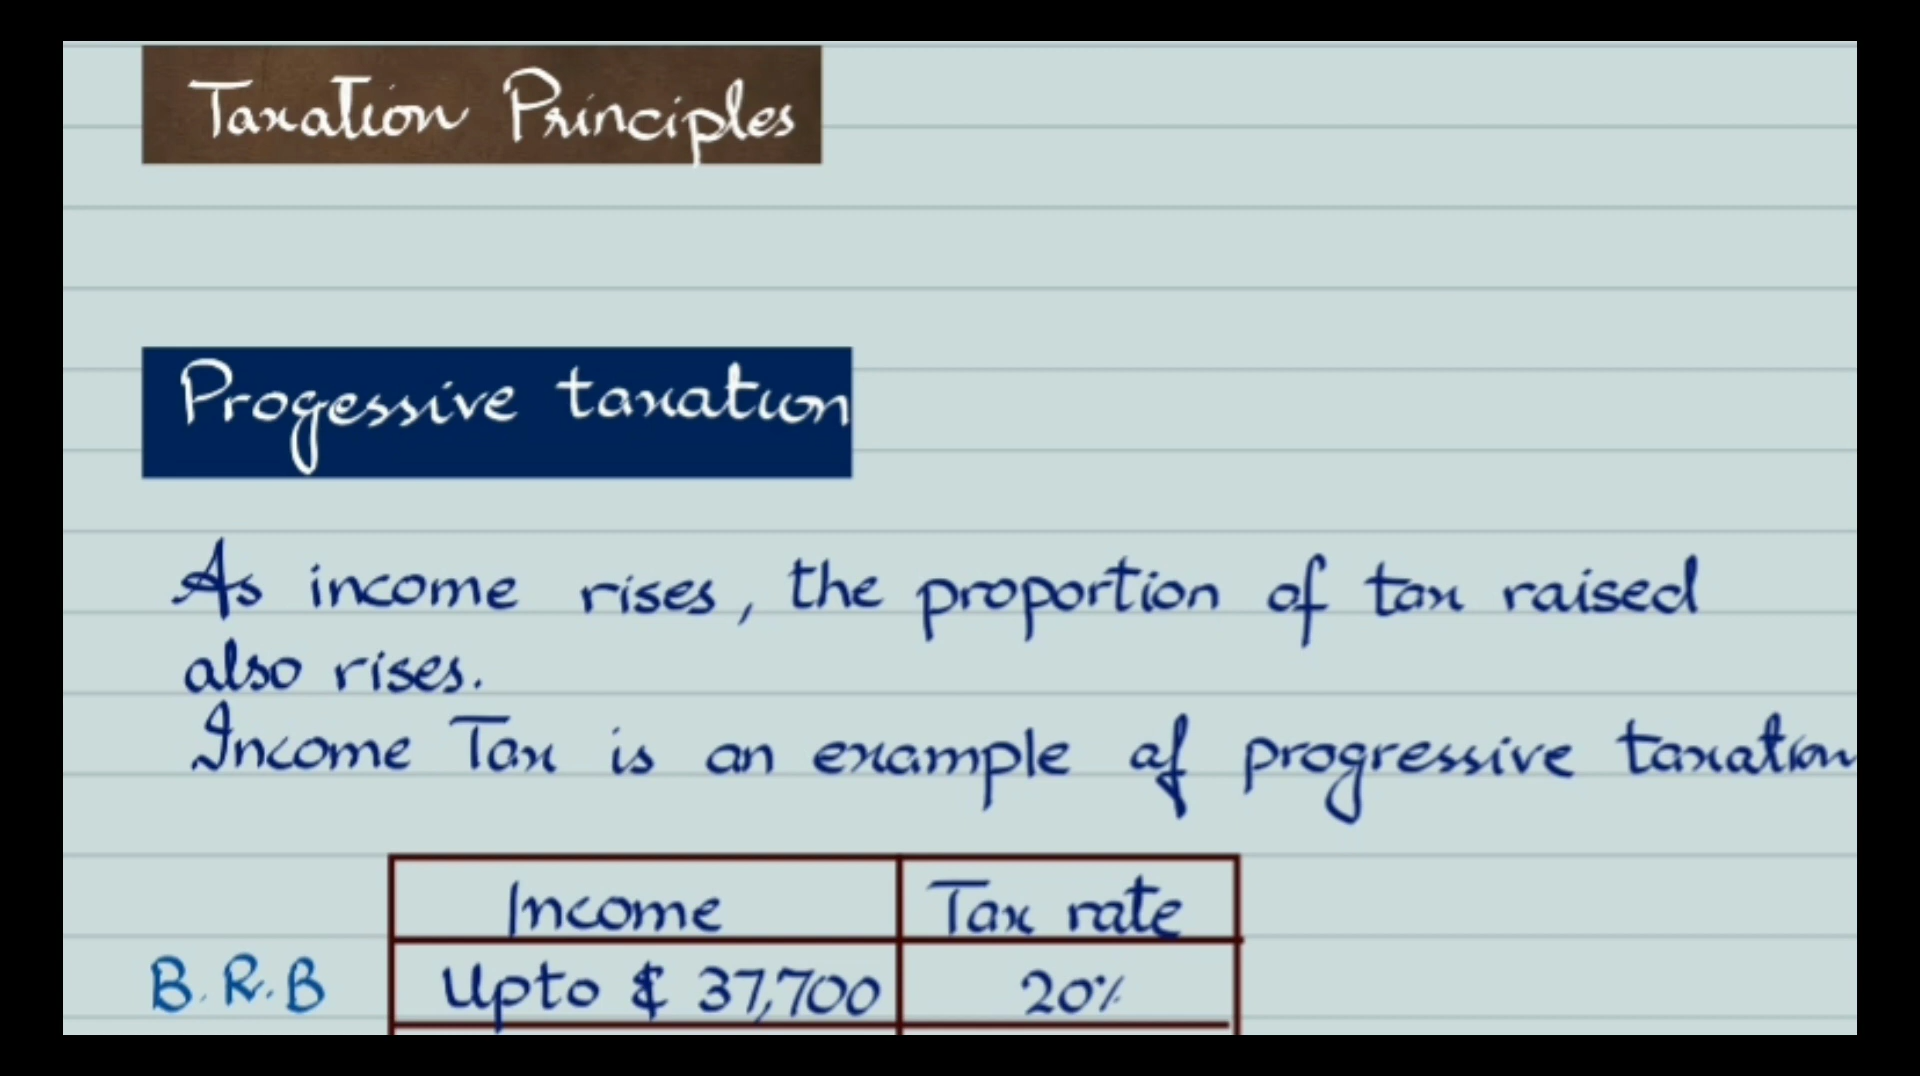 Taxation Principles
Progessive taxation
As income rises, the proportion of tax raised
also rises.
Income Tax is an example of progressive taxation
Income Tax rate
B.R.B Upto £ 37,700 20%